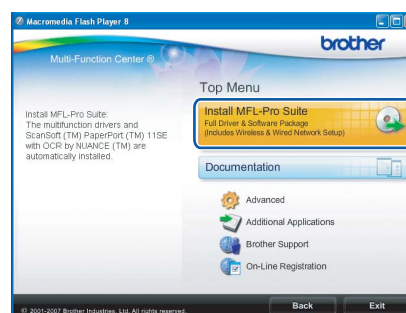 Macromedia Flash Player 8
brother
Multi-Function Center ®
Top Menu
Install MFL-Pro Suite:
The multifunction drivers and
ScanSoft (TM) PaperPort (TM) 11SE
with OCR by NUANCE (TM) are
automatically installed.
Install MFL-Pro Suite
Full Driver & Software Package
(Includes Wireless & Wired Network Setup)
Documentation
Advanced
Additional Applications
Brother Support
On-Line Registration
© 2001-2007 Brother Industries, Ltd. All rights reserved.
Back
Exit